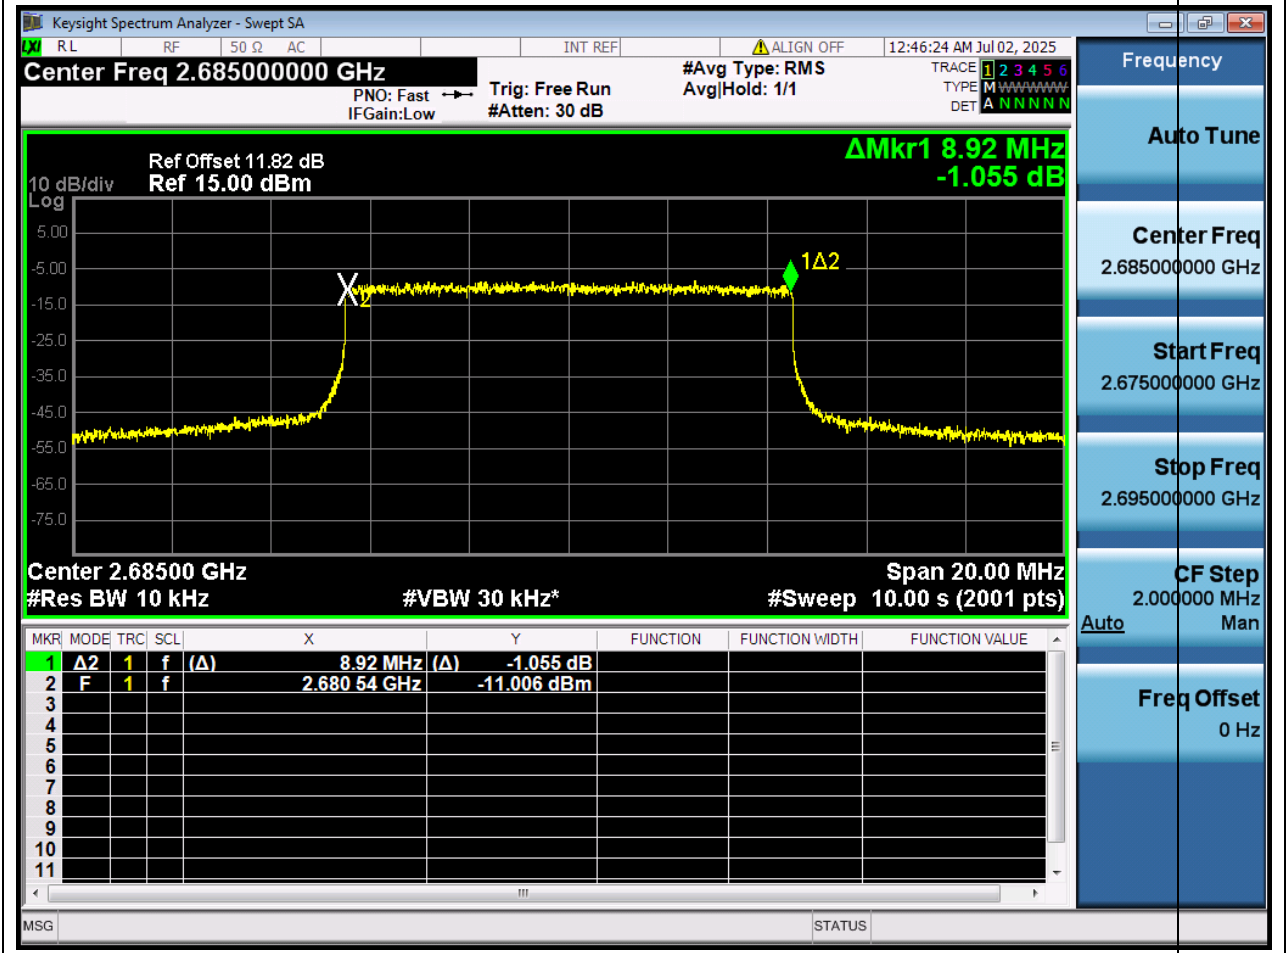 Keysight Spectrum Analyzer - Swept SA
LXI RL RF 50 Ω AC INT REF ALIGN OFF 12:46:24 AM Jul 02, 2025
Center Freq 2.685000000 GHz
PNO: Fast
IFGain:Low
Trig: Free Run
#Atten: 30 dB
#Avg Type: RMS
Avg|Hold: 1/1
TRACE 1 2 3 4 5 6
TYPE M WWWWW
DET A N N N N N
Ref Offset 11.82 dB
Ref 15.00 dBm
10 dB/div
Log
ΔMkr1 8.92 MHz
-1.055 dB
5.00
-5.00
-15.0
-25.0
-35.0
-45.0
-55.0
-65.0
-75.0
1Δ2
2
Center 2.68500 GHz Span 20.00 MHz
#Res BW 10 kHz #VBW 30 kHz* #Sweep 10.00 s (2001 pts)
MKR MODE TRC SCL X Y FUNCTION FUNCTION WIDTH FUNCTION VALUE
1 Δ2 1 f (Δ) 8.92 MHz (Δ) -1.055 dB
2 F 1 f 2.680 54 GHz -11.006 dBm
3
4
5
6
7
8
9
10
11
MSG STATUS
Frequency
Auto Tune
Center Freq
2.685000000 GHz
Start Freq
2.675000000 GHz
Stop Freq
2.695000000 GHz
CF Step
2.000000 MHz
Auto Man
Freq Offset
0 Hz